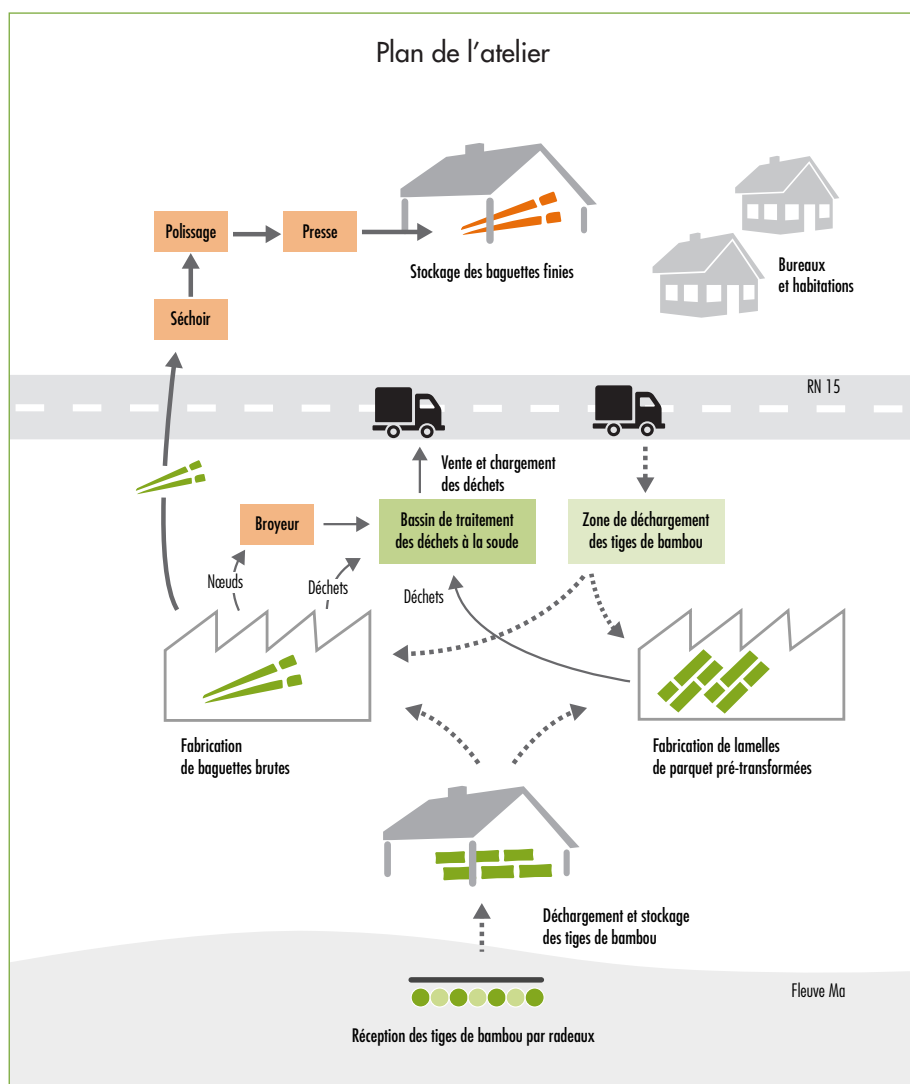 Plan de l'atelier
Polissage
Presse
Stockage des baguettes finies
Bureaux
et habitations
Séchoir
RN 15
Vente et chargement
des déchets
Broyeur
Bassin de traitement
des déchets à la soude
Zone de déchargement
des tiges de bambou
Nœuds
Déchets
Déchets
Fabrication
de baguettes brutes
Fabrication de lamelles
de parquet pré-transformées
Déchargement et stockage
des tiges de bambou
Fleuve Ma
Réception des tiges de bambou par radeaux